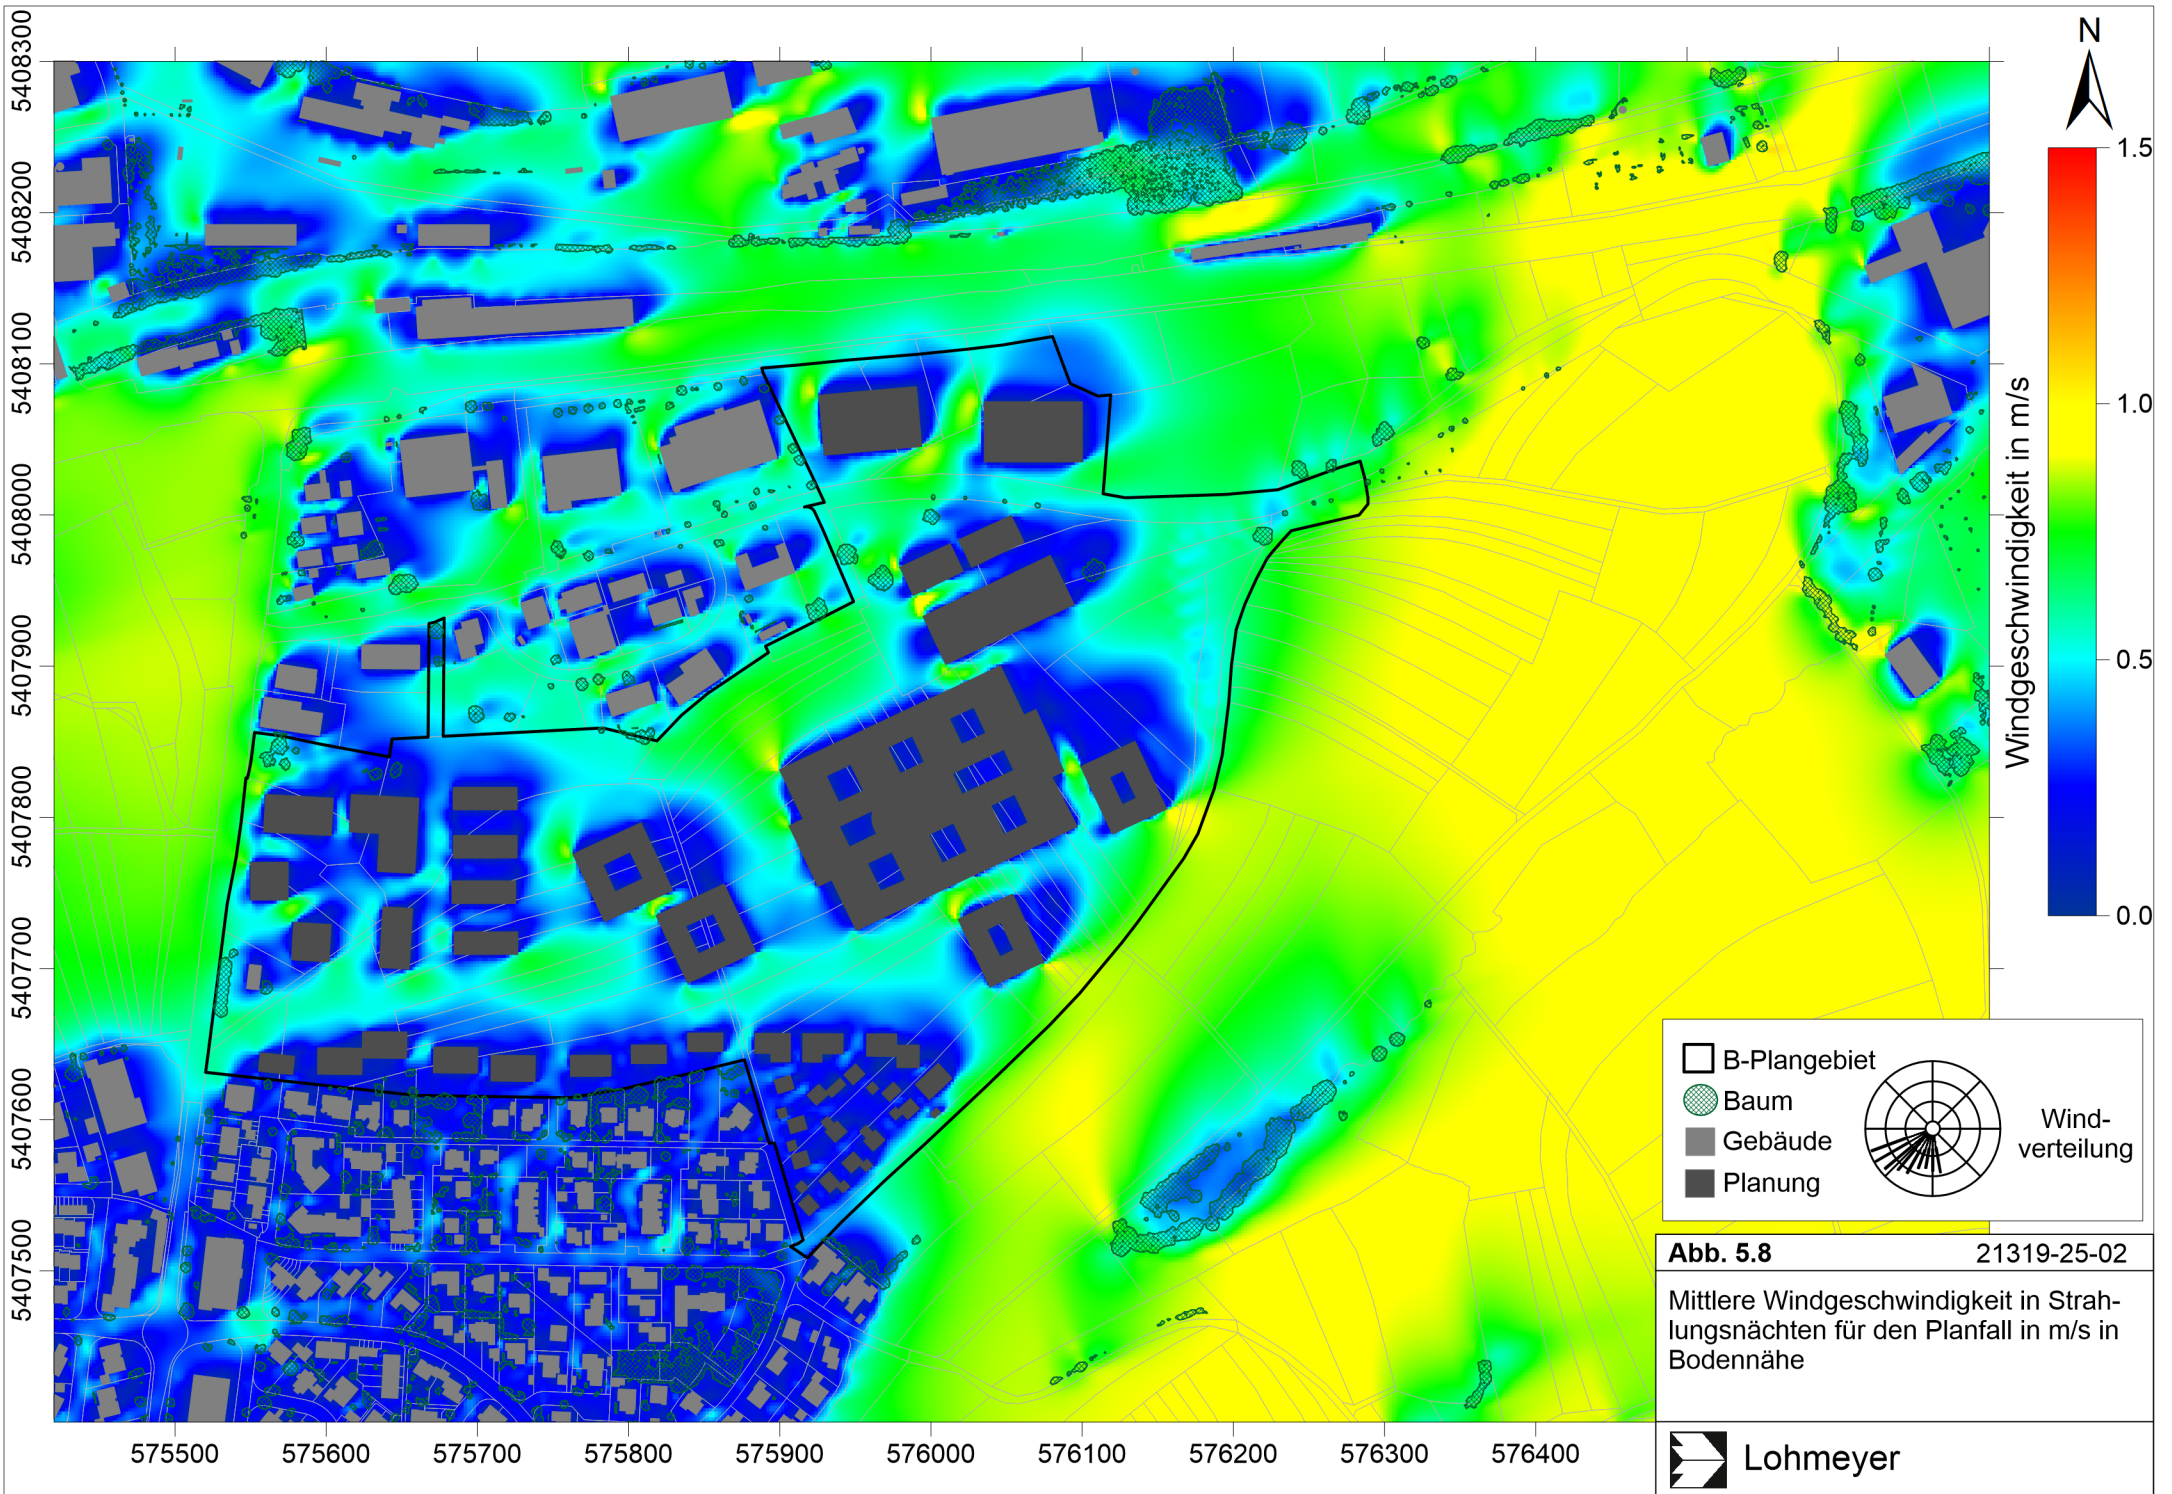 N
5408300
5408200
5408100
5408000
5407900
5407800
5407700
5407600
5407500
575500
575600
575700
575800
575900
576000
576100
576200
576300
576400
1.5
1.0
0.5
0.0
Windgeschwindigkeit in m/s
B-Plangebiet
Baum
Gebäude
Planung
Wind-
verteilung
Abb. 5.8 21319-25-02
Mittlere Windgeschwindigkeit in Strah-
lungsnächten für den Planfall in m/s in
Bodennähe
Lohmeyer